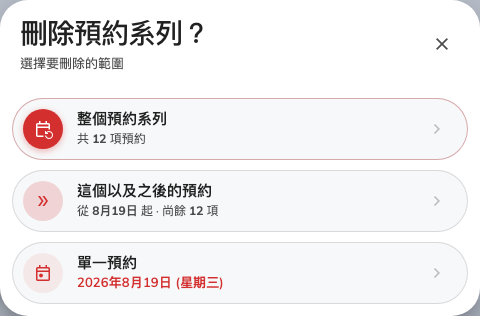 刪除預約系列？
選擇要刪除的範圍
整個預約系列
共 12 項預約
這個以及之後的預約
從 8月19日 起 · 尚餘 12 項
單一預約
2026年8月19日 (星期三)